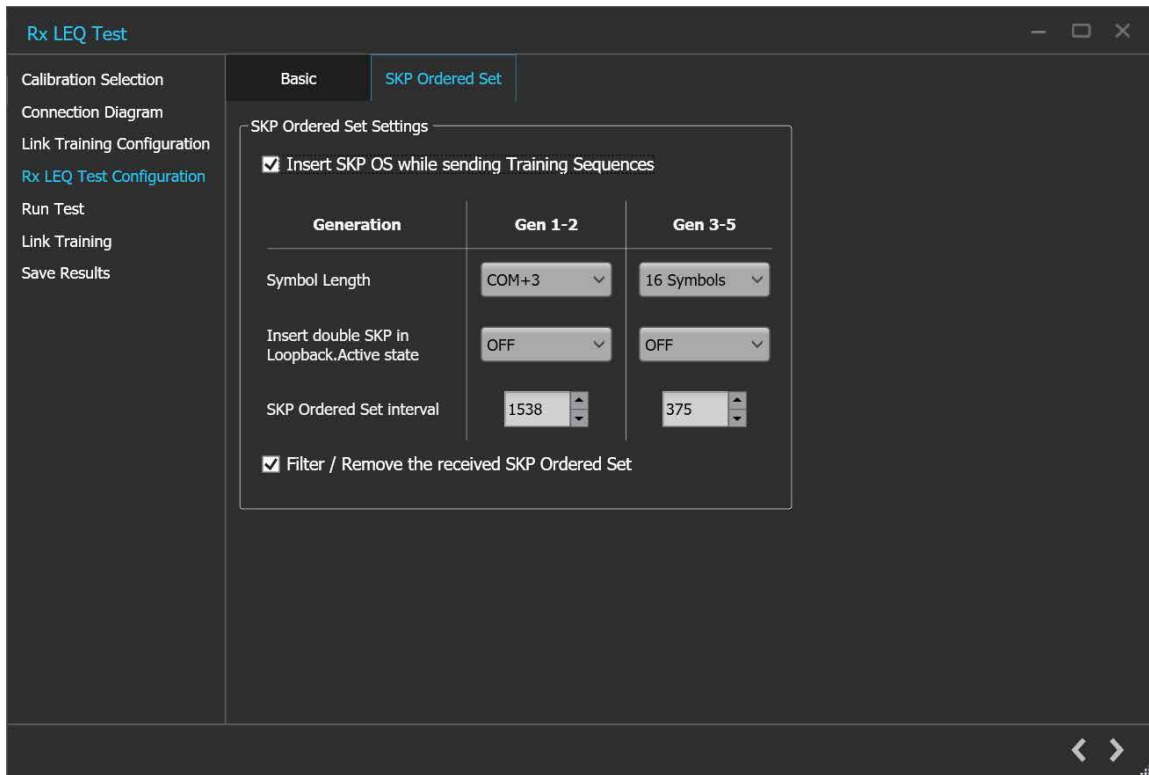 Rx LEQ Test
Calibration Selection
Connection Diagram
Link Training Configuration
Rx LEQ Test Configuration
Run Test
Link Training
Save Results
Basic
SKP Ordered Set
SKP Ordered Set Settings
Insert SKP OS while sending Training Sequences
Generation
Gen 1-2
Gen 3-5
Symbol Length
COM+3
16 Symbols
Insert double SKP in
Loopback.Active state
OFF
OFF
SKP Ordered Set interval
1538
375
Filter / Remove the received SKP Ordered Set